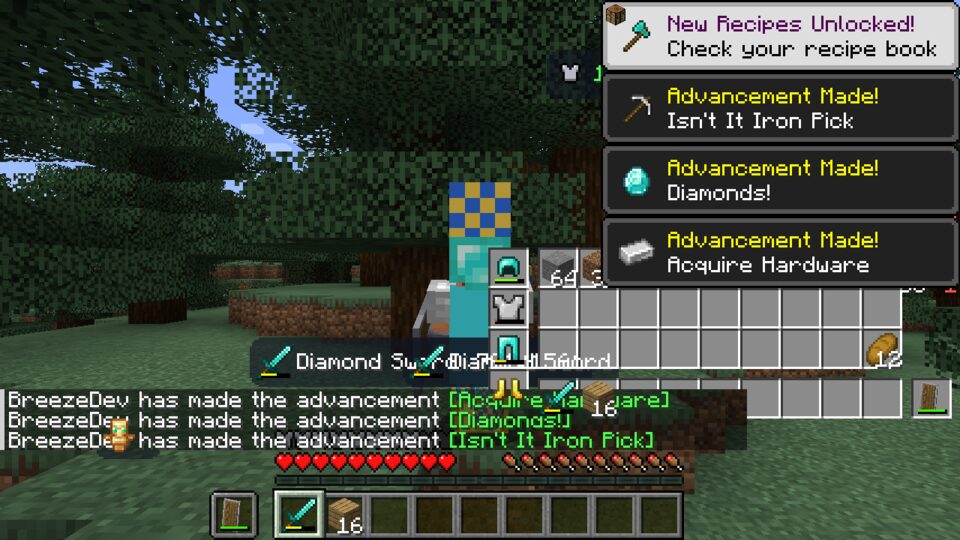 New Recipes Unlocked!
Check your recipe book
Advancement Made!
Isn't It Iron Pick
Advancement Made!
Diamonds!
Advancement Made!
Acquire Hardware
64
12
Diamond
BreezeDev has made the advancement [Acquire Hardware]
16
BreezeDev has made the advancement [Diamonds!]
BreezeDev has made the advancement [Isn't It Iron Pick]
16